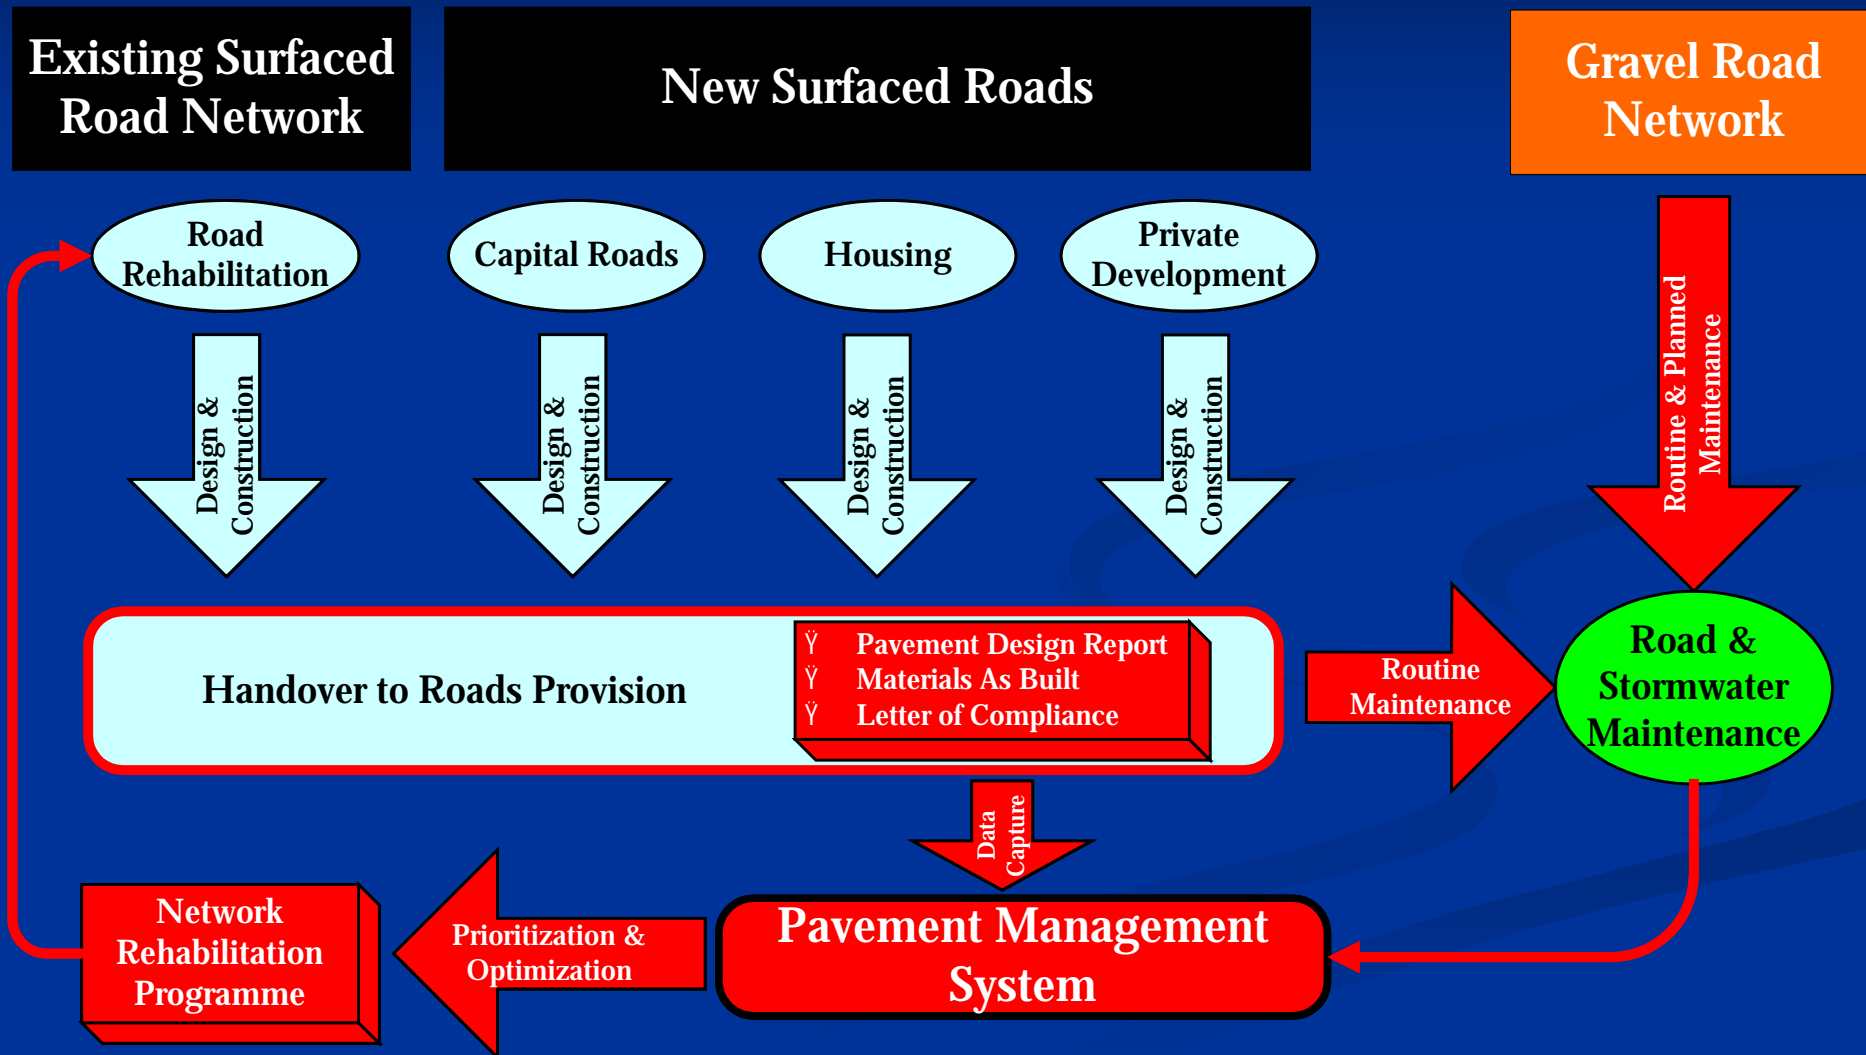 Existing Surfaced
Road Network
New Surfaced Roads
Gravel Road
Network
Road
Rehabilitation
Capital Roads
Housing
Private
Development
Design &
Construction
Design &
Construction
Design &
Construction
Design &
Construction
Routine & Planned
Maintenance
Handover to Roads Provision
Ÿ Pavement Design Report
Ÿ Materials As Built
Ÿ Letter of Compliance
Routine
Maintenance
Road &
Stormwater
Maintenance
Data
Capture
Network
Rehabilitation
Programme
Prioritization &
Optimization
Pavement Management
System